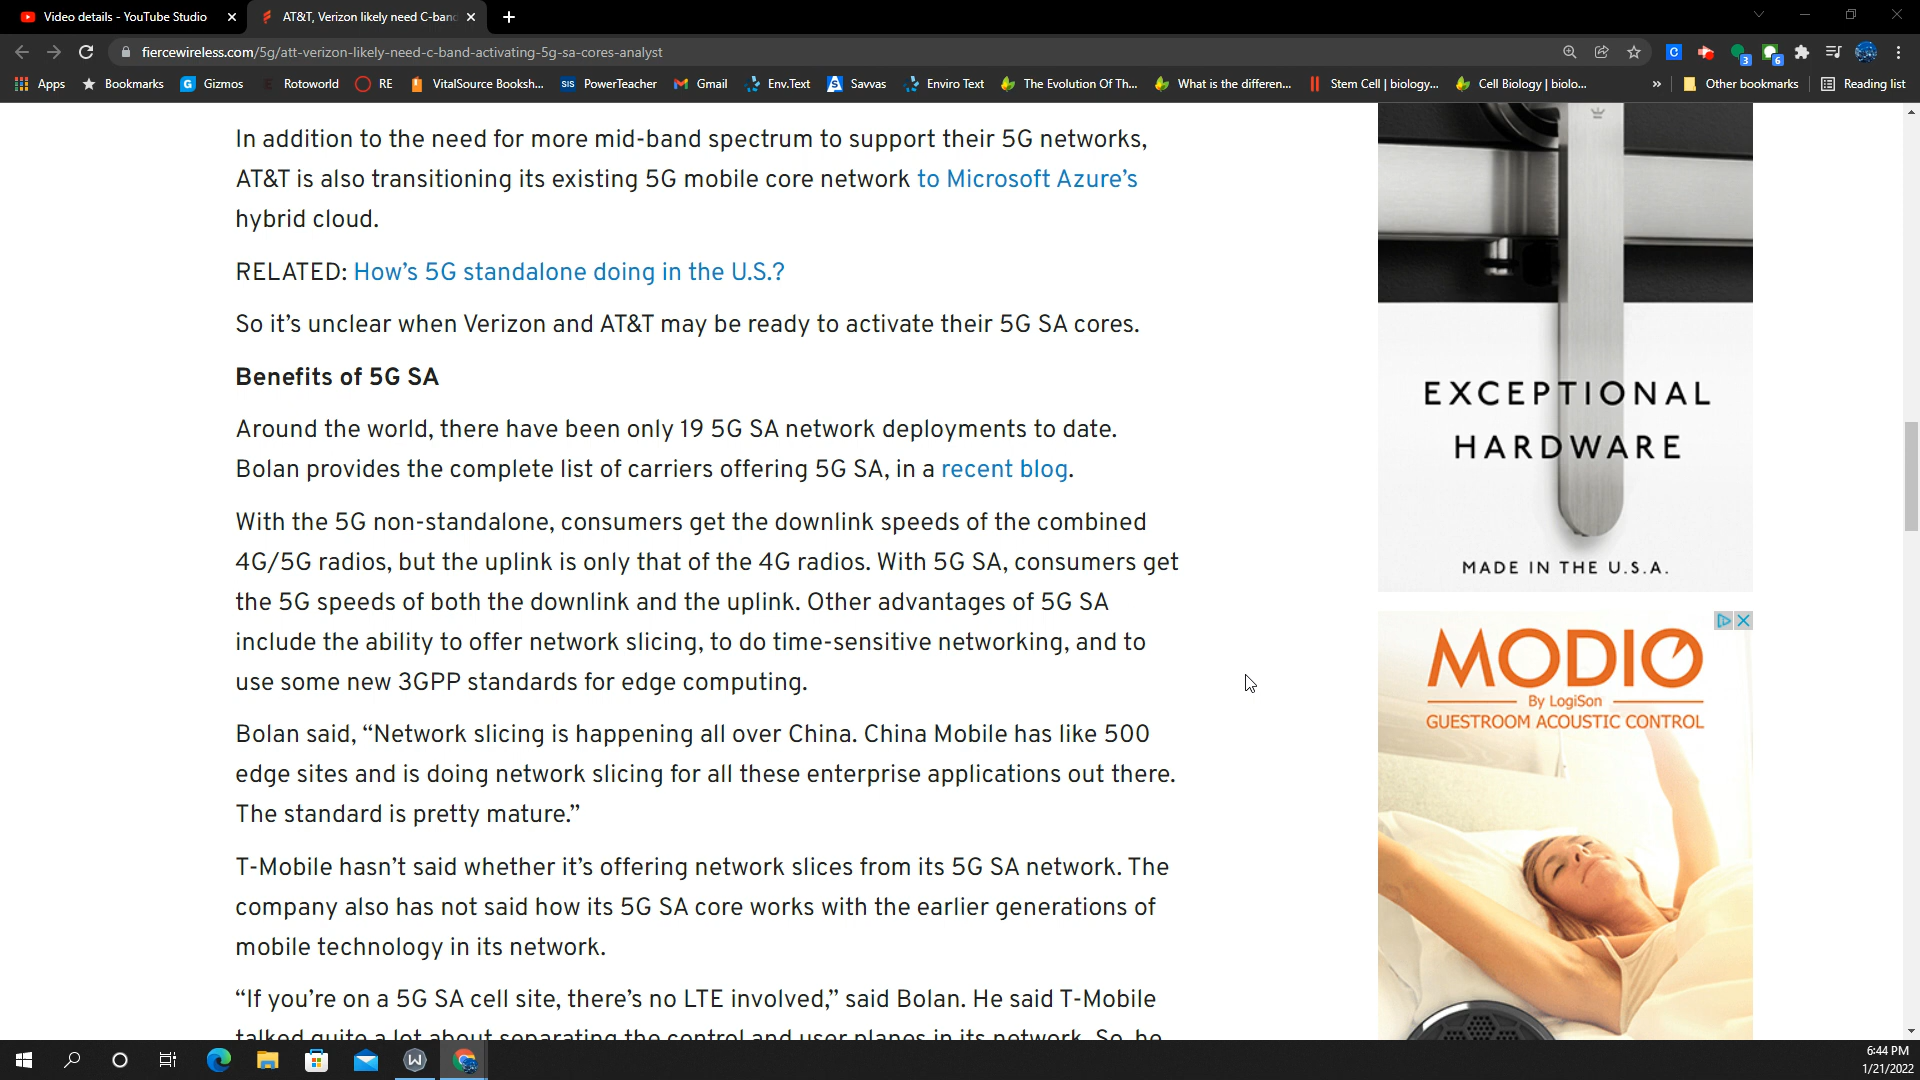 Video details - YouTube Studio
AT&T, Verizon likely need C-banc
fiercewireless.com/5g/att-verizon-likely-need-c-band-activating-5g-sa-cores-analyst
Apps
Bookmarks
Gizmos
Rotoworld
RE
VitalSource Booksh...
PowerTeacher
Gmail
Env.Text
Savvas
Enviro Text
The Evolution Of Th...
What is the differen...
Stem Cell | biology...
Cell Biology | biolo...
»
Other bookmarks
Reading list
In addition to the need for more mid-band spectrum to support their 5G networks,
AT&T is also transitioning its existing 5G mobile core network to Microsoft Azure’s
hybrid cloud.
RELATED: How’s 5G standalone doing in the U.S.?
So it’s unclear when Verizon and AT&T may be ready to activate their 5G SA cores.
Benefits of 5G SA
Around the world, there have been only 19 5G SA network deployments to date.
Bolan provides the complete list of carriers offering 5G SA, in a recent blog.
With the 5G non-standalone, consumers get the downlink speeds of the combined
4G/5G radios, but the uplink is only that of the 4G radios. With 5G SA, consumers get
the 5G speeds of both the downlink and the uplink. Other advantages of 5G SA
include the ability to offer network slicing, to do time-sensitive networking, and to
use some new 3GPP standards for edge computing.
Bolan said, “Network slicing is happening all over China. China Mobile has like 500
edge sites and is doing network slicing for all these enterprise applications out there.
The standard is pretty mature.”
T-Mobile hasn’t said whether it’s offering network slices from its 5G SA network. The
company also has not said how its 5G SA core works with the earlier generations of
mobile technology in its network.
“If you’re on a 5G SA cell site, there’s no LTE involved,” said Bolan. He said T-Mobile
talked quite a lot about separating the control and user planes in its network. So, he
EXCEPTIONAL
HARDWARE
MADE IN THE U.S.A.
MODIO
By LogiSon
GUESTROOM ACOUSTIC CONTROL
6:44 PM
1/21/2022